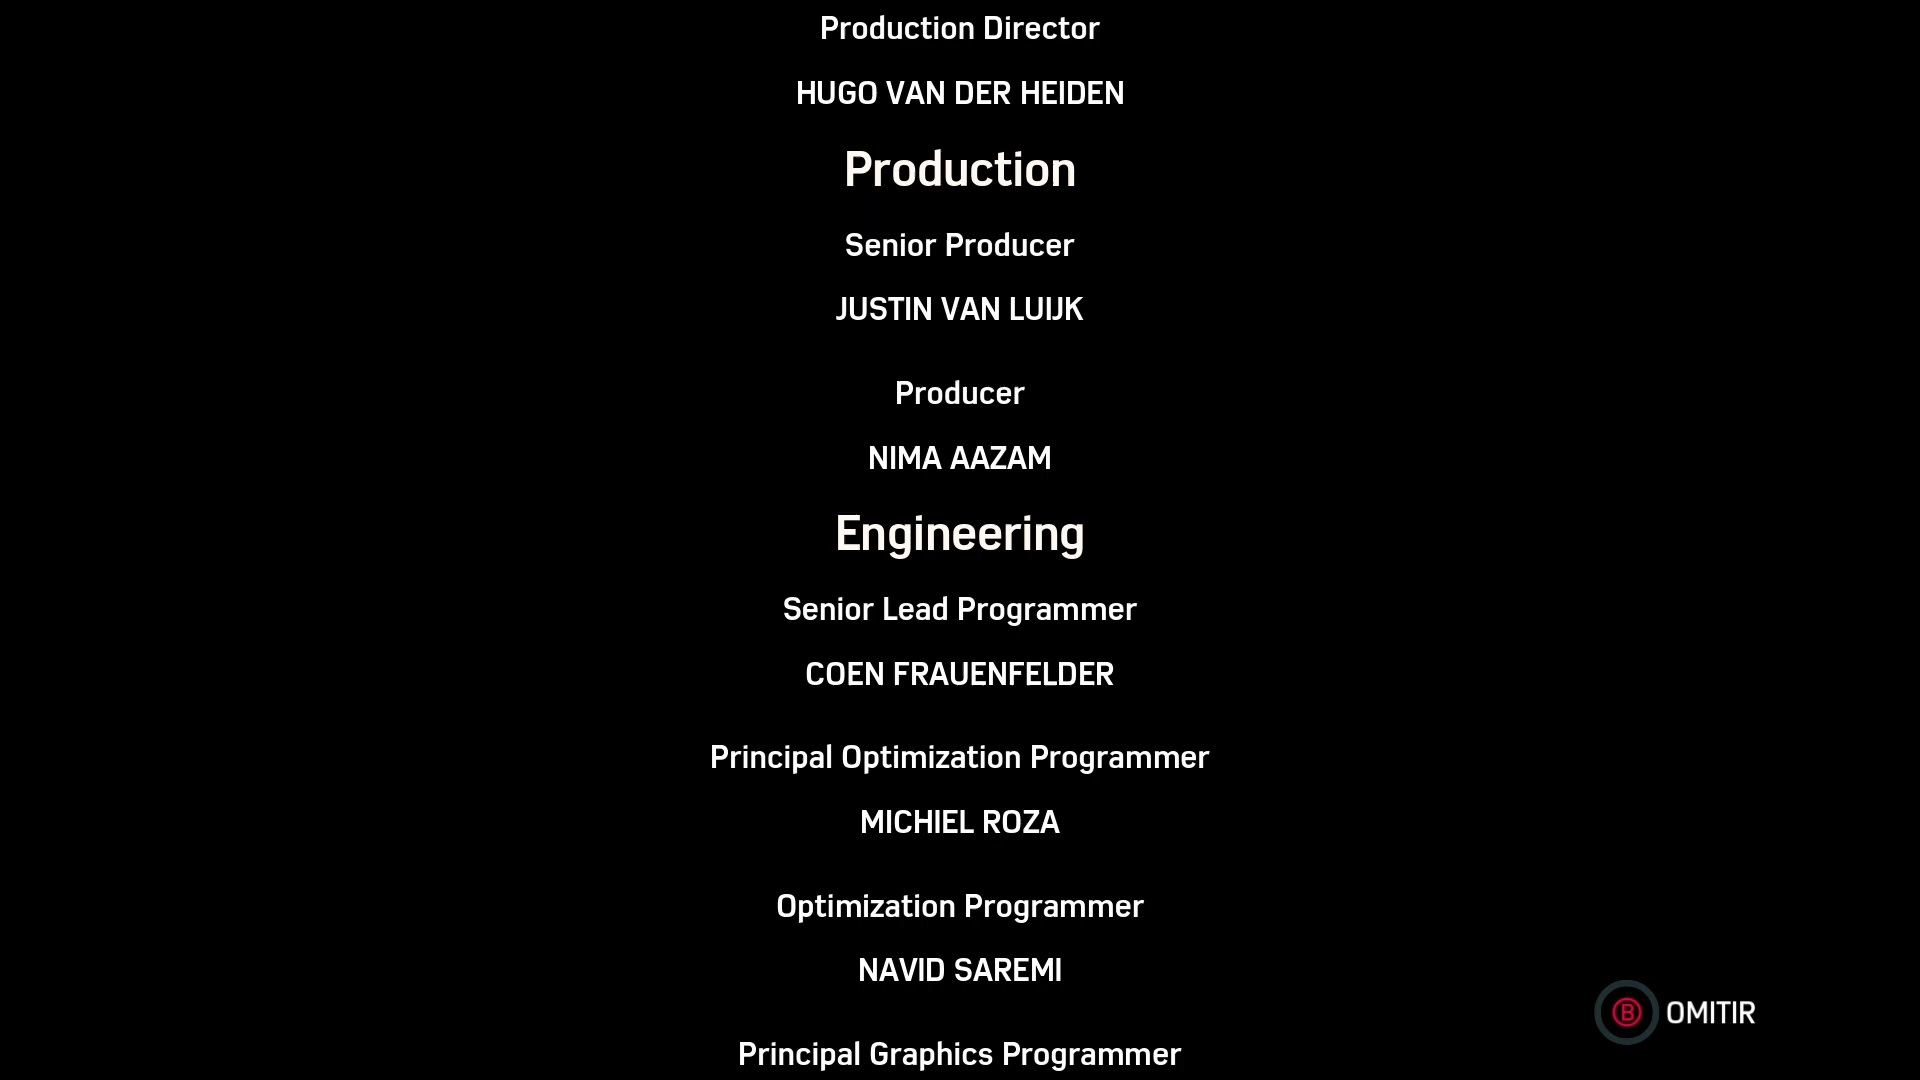 Production Director
HUGO VAN DER HEIDEN
Production
Senior Producer
JUSTIN VAN LUIJK
Producer
NIMA AAZAM
Engineering
Senior Lead Programmer
COEN FRAUENFELDER
Principal Optimization Programmer
MICHIEL ROZA
Optimization Programmer
NAVID SAREMI
B OMITIR
Principal Graphics Programmer